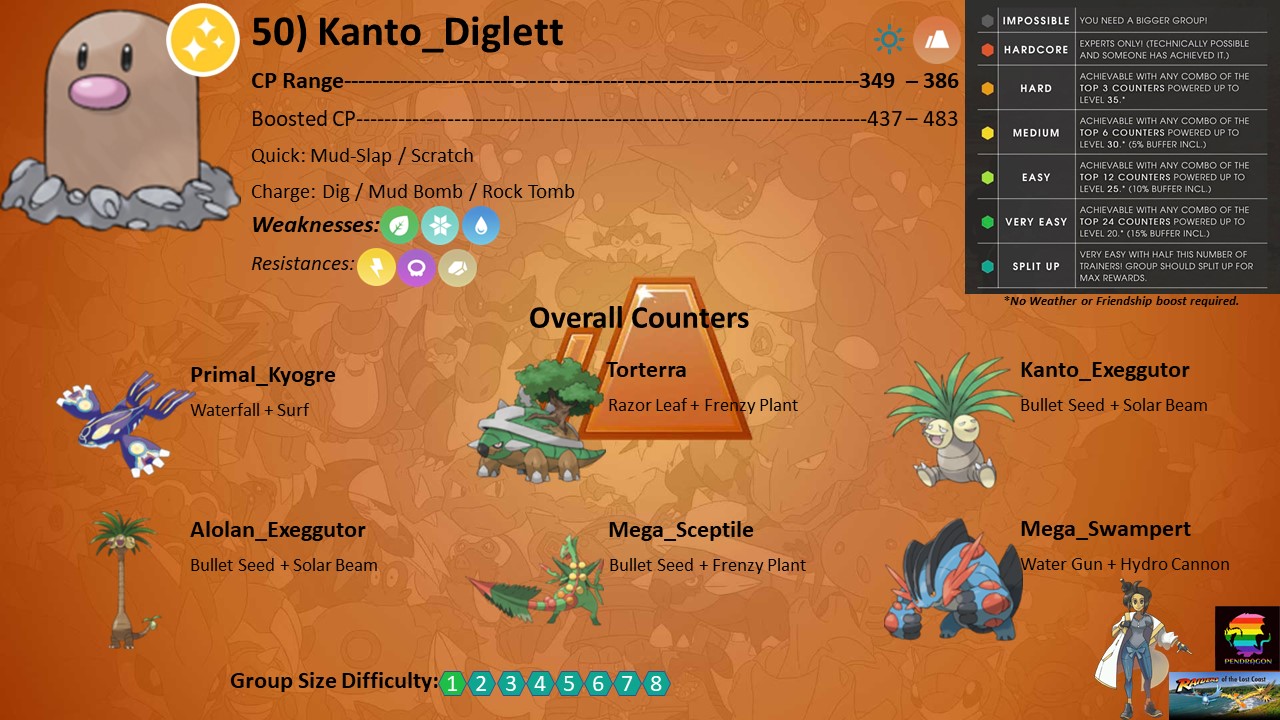 50) Kanto_Diglett
CP Range------------------------------------------------------------------------349 – 386
Boosted CP----------------------------------------------------------------------437 – 483
Quick: Mud-Slap / Scratch
Charge: Dig / Mud Bomb / Rock Tomb
Weaknesses:
Resistances:
IMPOSSIBLE YOU NEED A BIGGER GROUP!
HARDCORE EXPERTS ONLY! (TECHNICALLY POSSIBLE
AND SOMEONE HAS ACHIEVED IT.)
HARD ACHIEVABLE WITH ANY COMBO OF THE
TOP 3 COUNTERS POWERED UP TO
LEVEL 35.*
MEDIUM ACHIEVABLE WITH ANY COMBO OF THE
TOP 6 COUNTERS POWERED UP TO
LEVEL 30.* (5% BUFFER INCL.)
EASY ACHIEVABLE WITH ANY COMBO OF THE
TOP 12 COUNTERS POWERED UP TO
LEVEL 25.* (10% BUFFER INCL.)
VERY EASY ACHIEVABLE WITH ANY COMBO OF THE
TOP 24 COUNTERS POWERED UP TO
LEVEL 20.* (15% BUFFER INCL.)
SPLIT UP VERY EASY WITH HALF THIS NUMBER OF
TRAINERS! GROUP SHOULD SPLIT UP FOR
MAX REWARDS.
*No Weather or Friendship boost required.
Overall Counters
Primal_Kyogre
Waterfall + Surf
Torterra
Razor Leaf + Frenzy Plant
Kanto_Exeggutor
Bullet Seed + Solar Beam
Alolan_Exeggutor
Bullet Seed + Solar Beam
Mega_Sceptile
Bullet Seed + Frenzy Plant
Mega_Swampert
Water Gun + Hydro Cannon
Group Size Difficulty: 1 2 3 4 5 6 7 8
PENDRAGON
RAIDERS of the Lost Coast